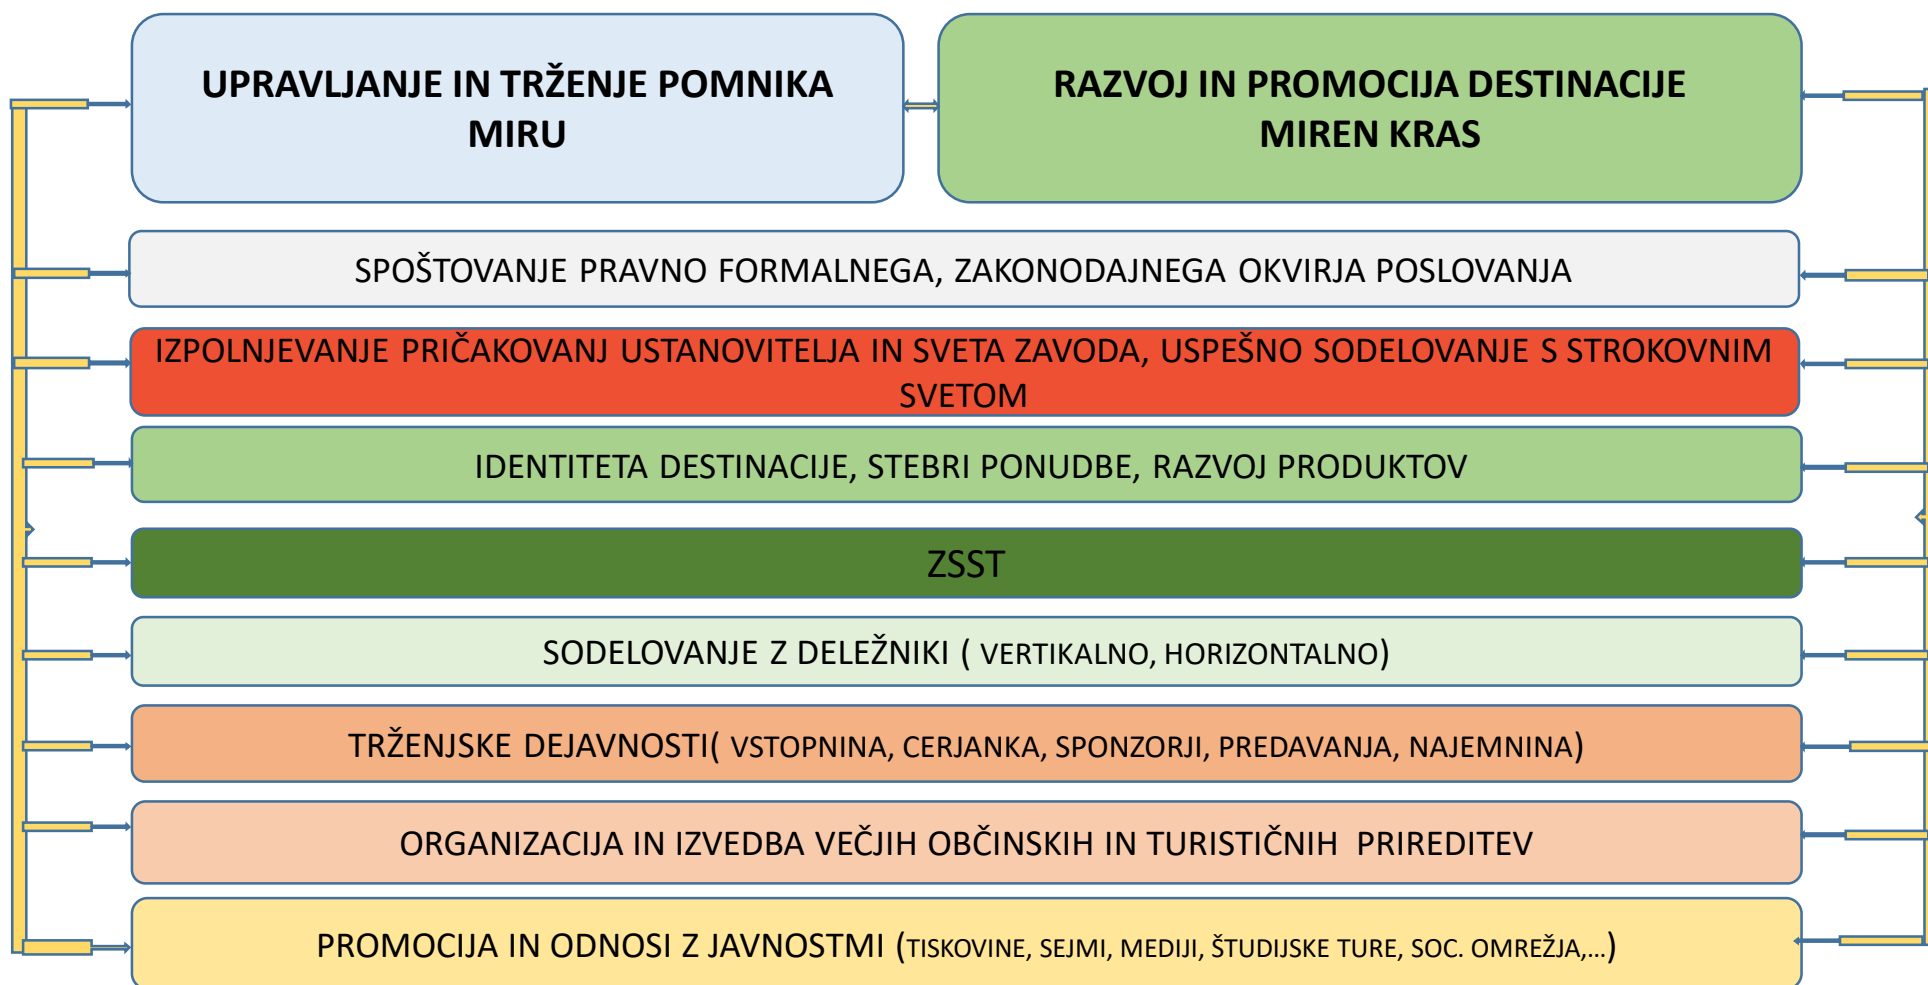 UPRAVLJANJE IN TRŽENJE POMNIKA
MIRU
RAZVOJ IN PROMOCIJA DESTINACIJE
MIREN KRAS
SPOŠTOVANJE PRAVNO FORMALNEGA, ZAKONODAJNEGA OKVIRJA POSLOVANJA
IZPOLNJEVANJE PRIČAKOVANJ USTANOVITELJA IN SVETA ZAVODA, USPEŠNO SODELOVANJE S STROKOVNIM
SVETOM
IDENTITETA DESTINACIJE, STEBRI PONUDBE, RAZVOJ PRODUKTOV
ZSST
SODELOVANJE Z DELEŽNIKI ( VERTIKALNO, HORIZONTALNO)
TRŽENJSKE DEJAVNOSTI( VSTOPNINA, CERJANKA, SPONZORJI, PREDAVANJA, NAJEMNINA)
ORGANIZACIJA IN IZVEDBA VEČJIH OBČINSKIH IN TURISTIČNIH  PRIREDITEV
PROMOCIJA IN ODNOSI Z JAVNOSTMI (TISKOVINE, SEJMI, MEDIJI, ŠTUDIJSKE TURE, SOC. OMREŽJA,...)